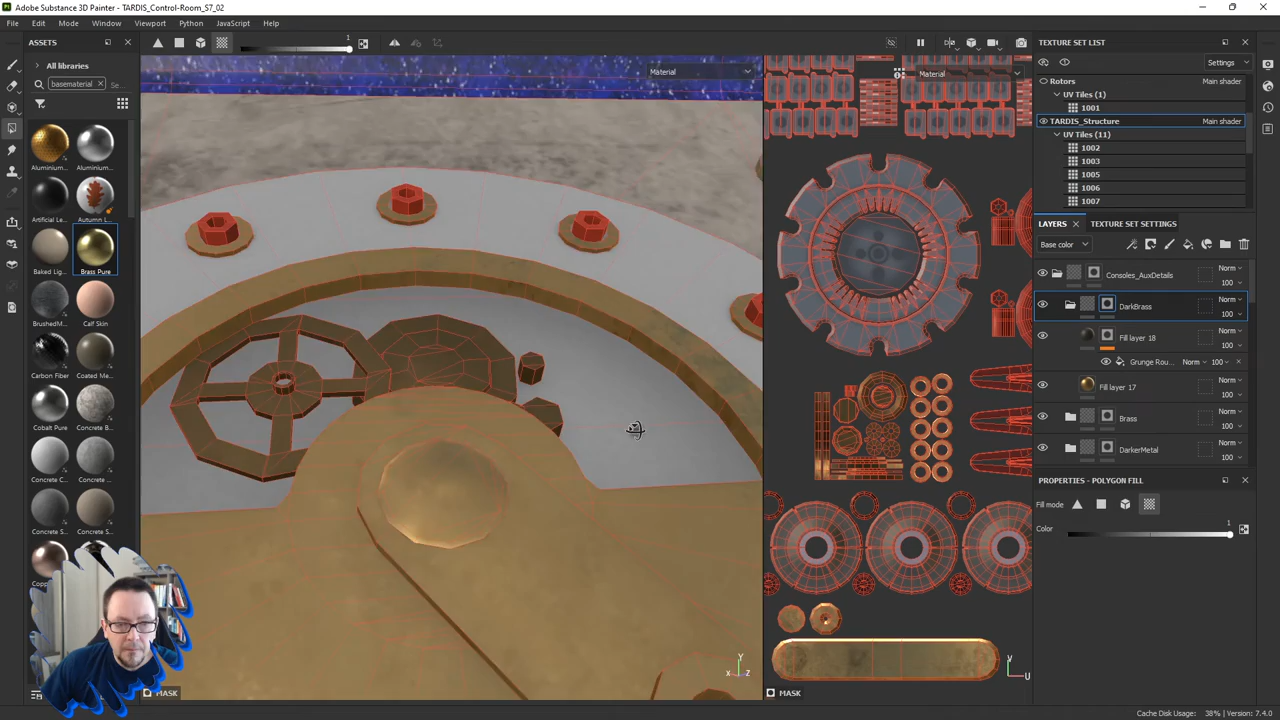 Adobe Substance 3D Painter - TARDIS_Control-Room_S7_02
File Edit Mode Window Viewport Python JavaScript Help
ASSETS
All libraries
basematerial × Se...
Aluminium... Aluminium...
Artificial Le... Autumn L...
Baked Lig... Brass Pure
BrushedM... Calf Skin
Carbon Fiber Coated Me...
Cobalt Pure Concrete B...
Concrete C... Concrete ...
Concrete S... Concrete S...
1
Material
Material
Y
X Z
V
U
MASK
MASK
TEXTURE SET LIST
Settings
Rotors Main shader
UV Tiles (1)
1001
TARDIS_Structure Main shader
UV Tiles (11)
1002
1003
1005
1006
1007
LAYERS × TEXTURE SET SETTINGS
Base color
Consoles_AuxDetails Norm 100
DarkBrass Norm 100
Fill layer 18 Norm 100
Grunge Rou... Norm 100
Fill layer 17 Norm 100
Brass Norm 100
DarkerMetal Norm 100
PROPERTIES - POLYGON FILL
Fill mode
Color 1
Cache Disk Usage: 38% | Version: 7.4.0